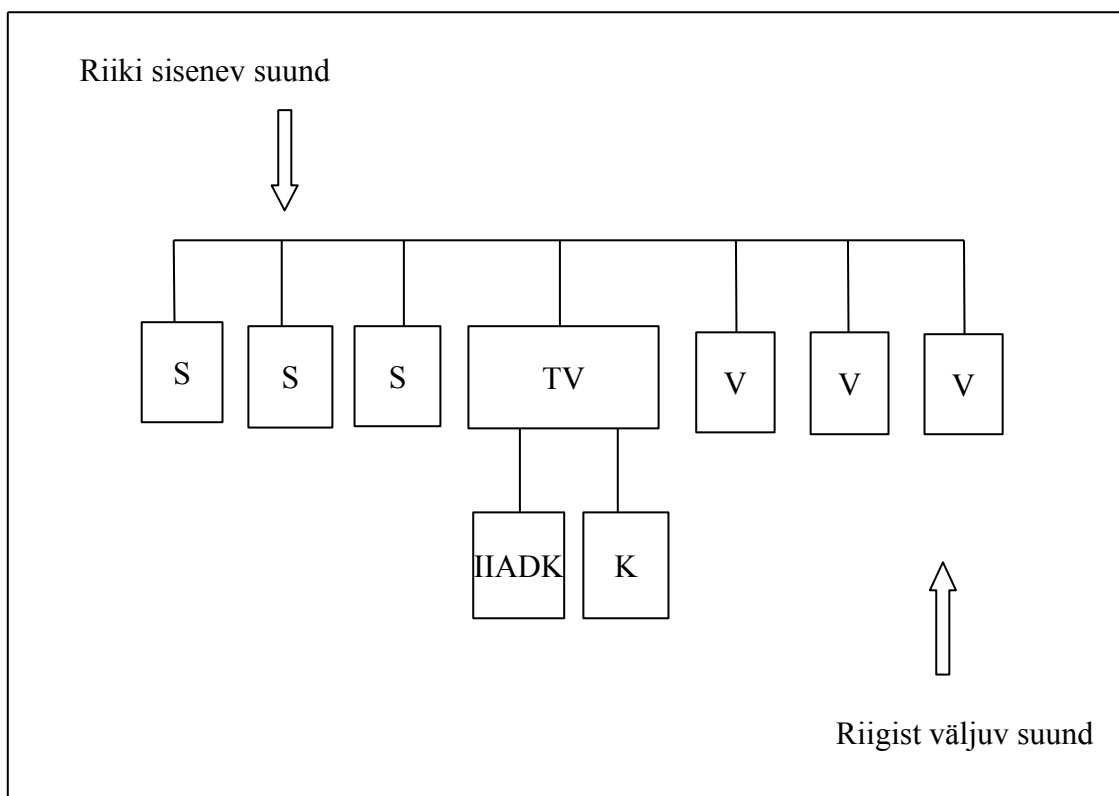 Riiki sisenev suund
S S S TV V V V
IIADK K
Riigist väljuv suund